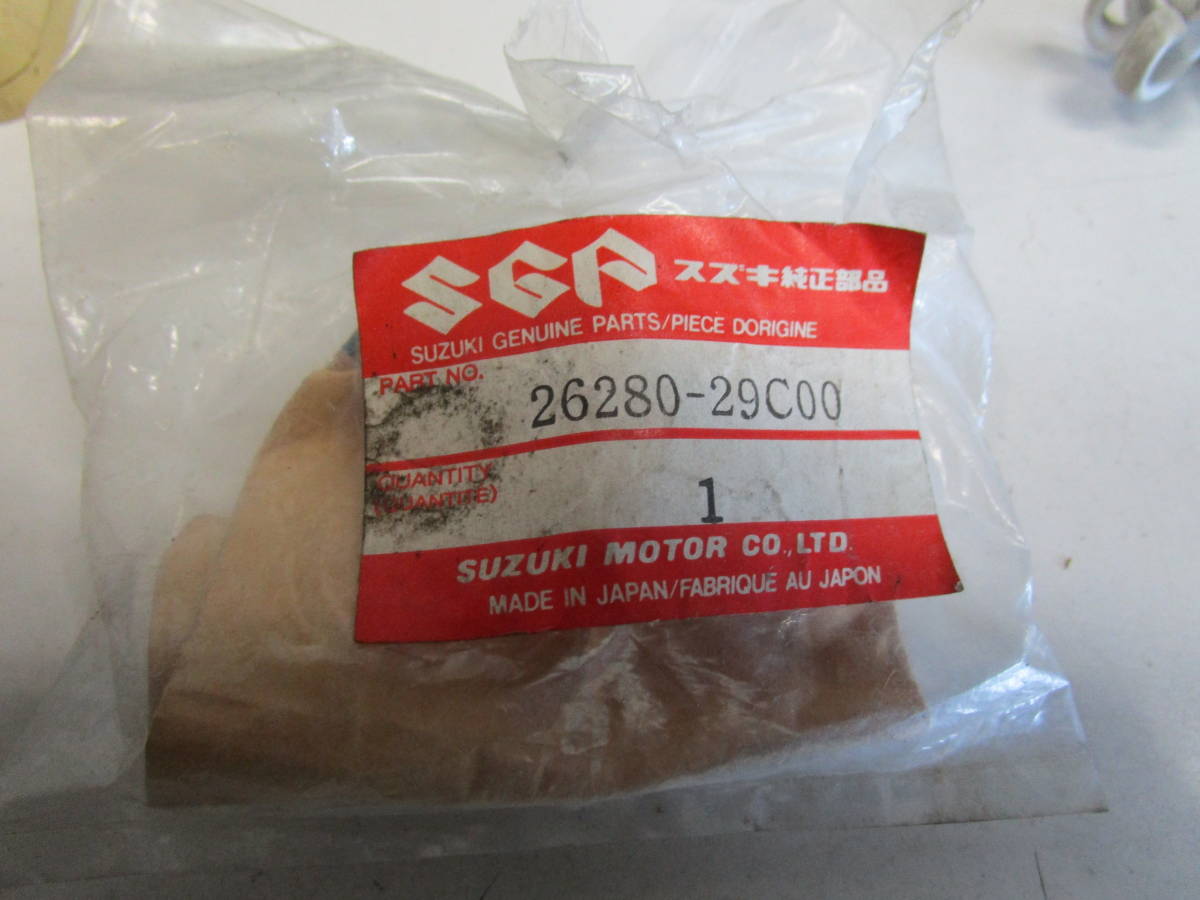 SGP スズキ純正部品
SUZUKI GENUINE PARTS/PIECE DORIGINE
PART NO.
26280-29C00
QUANTITY
(QUANTITE)
1
SUZUKI MOTOR CO.,LTD.
MADE IN JAPAN/FABRIQUÉ AU JAPON